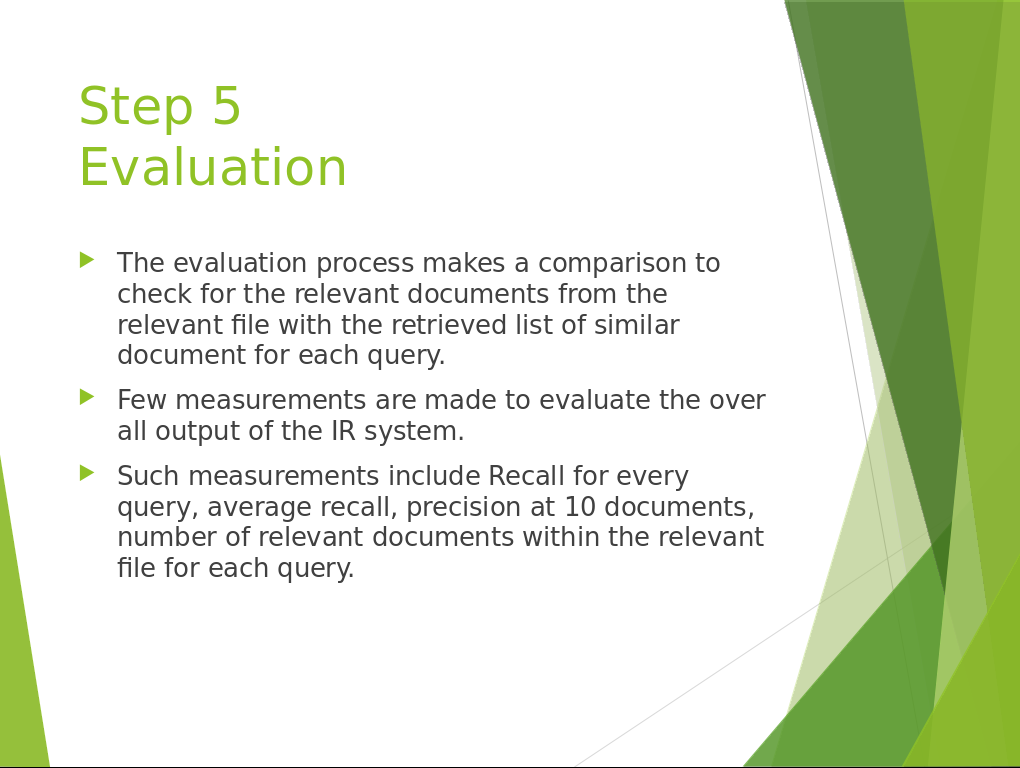 Step 5
Evaluation
The evaluation process makes a comparison to
check for the relevant documents from the
relevant file with the retrieved list of similar
document for each query.
Few measurements are made to evaluate the over
all output of the IR system.
Such measurements include Recall for every
query, average recall, precision at 10 documents,
number of relevant documents within the relevant
file for each query.